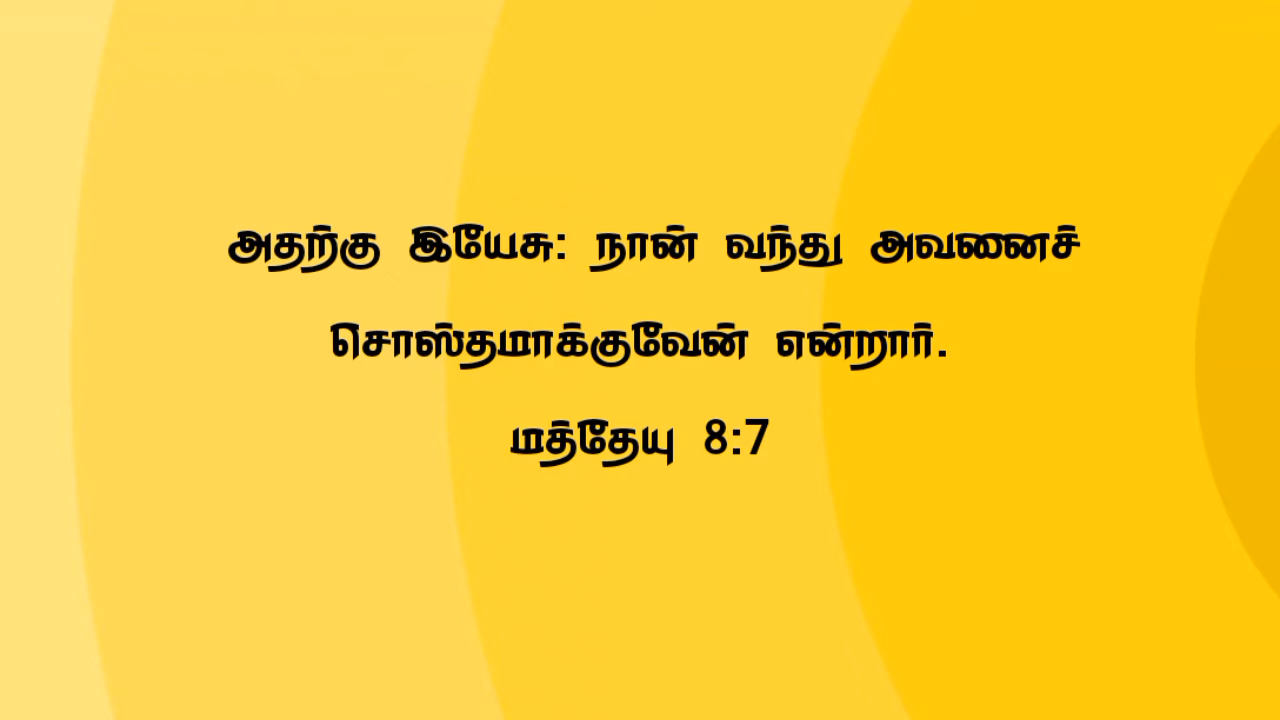 அதற்கு இயேசு: நான் வந்து அவனைச்
சொஸ்தமாக்குவேன் என்றார்.
மத்தேயு 8:7